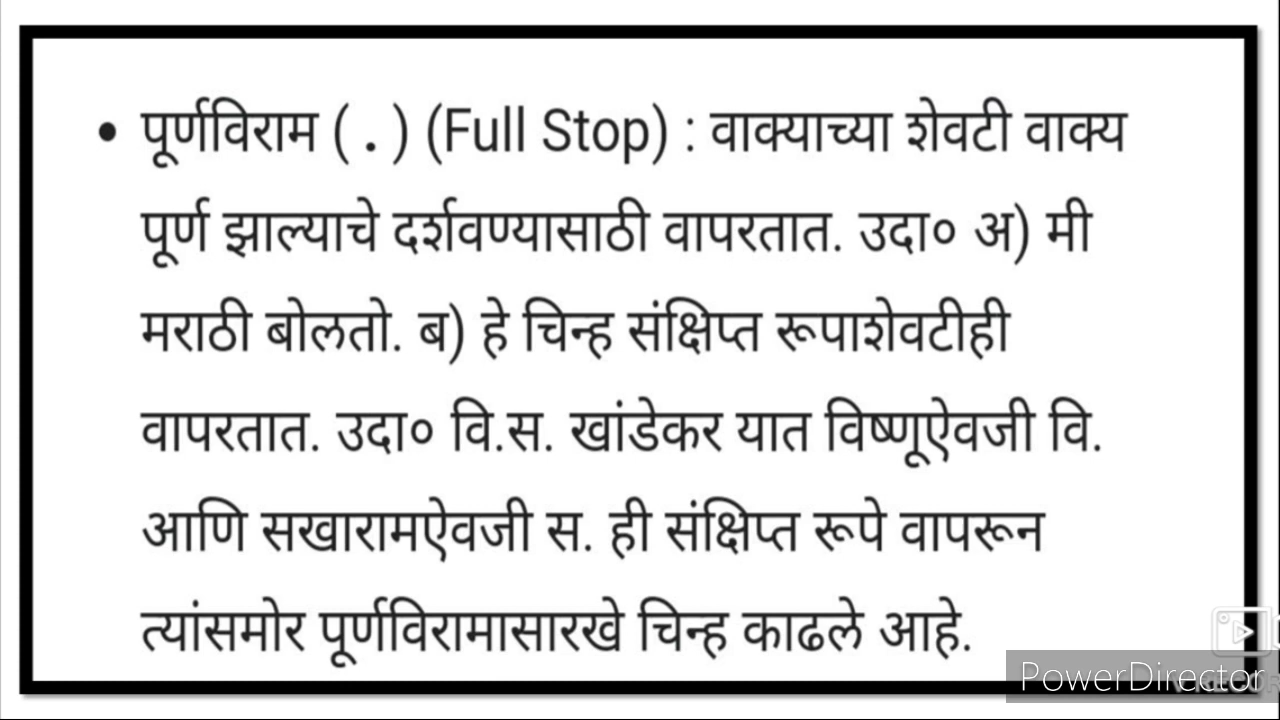 • पूर्णविराम ( . ) (Full Stop) : वाक्याच्या शेवटी वाक्य
पूर्ण झाल्याचे दर्शवण्यासाठी वापरतात. उदा० अ) मी
मराठी बोलतो. ब) हे चिन्ह संक्षिप्त रूपाशेवटीही
वापरतात. उदा० वि.स. खांडेकर यात विष्णूऐवजी वि.
आणि सखारामऐवजी स. ही संक्षिप्त रूपे वापरून
त्यांसमोर पूर्णविरामासारखे चिन्ह काढले आहे.
PowerDirector